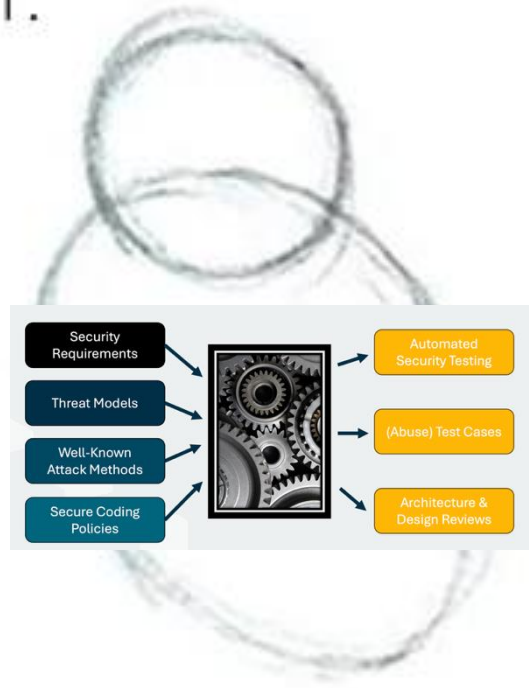 1.
Security
Requirements
Threat Models
Well-Known
Attack Methods
Secure Coding
Policies
Automated
Security Testing
(Abuse) Test Cases
Architecture &
Design Reviews